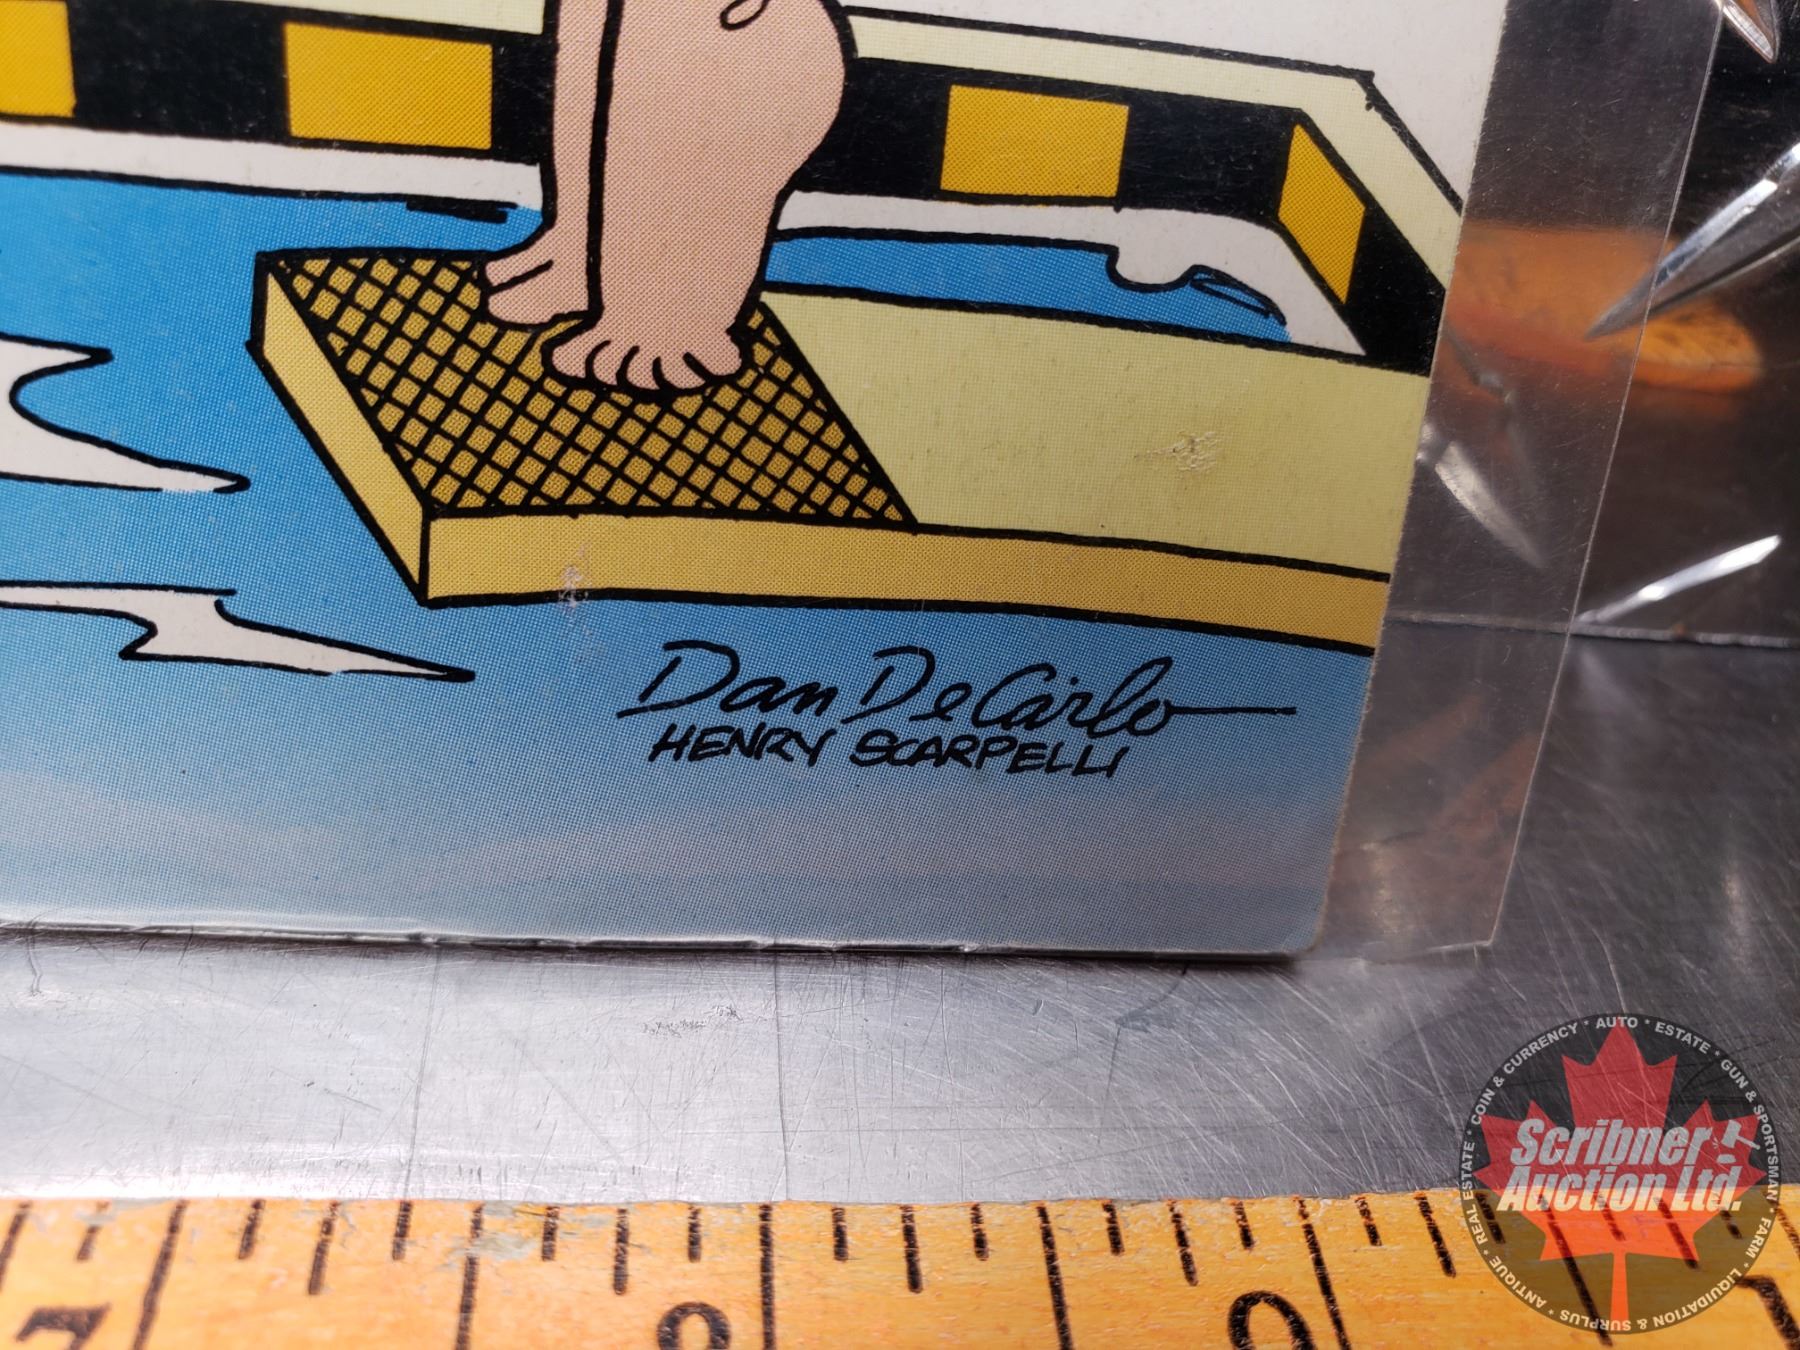 Dan DeCarlo
HENRY SCARPELLI
REAL ESTATE * COIN & CURRENCY * AUTO * ESTATE * GUN & SPORTSMAN * FARM * LIQUIDATION & SURPLUS * ANTIQUE *
Scribner
Auction Ltd.
7 8 9